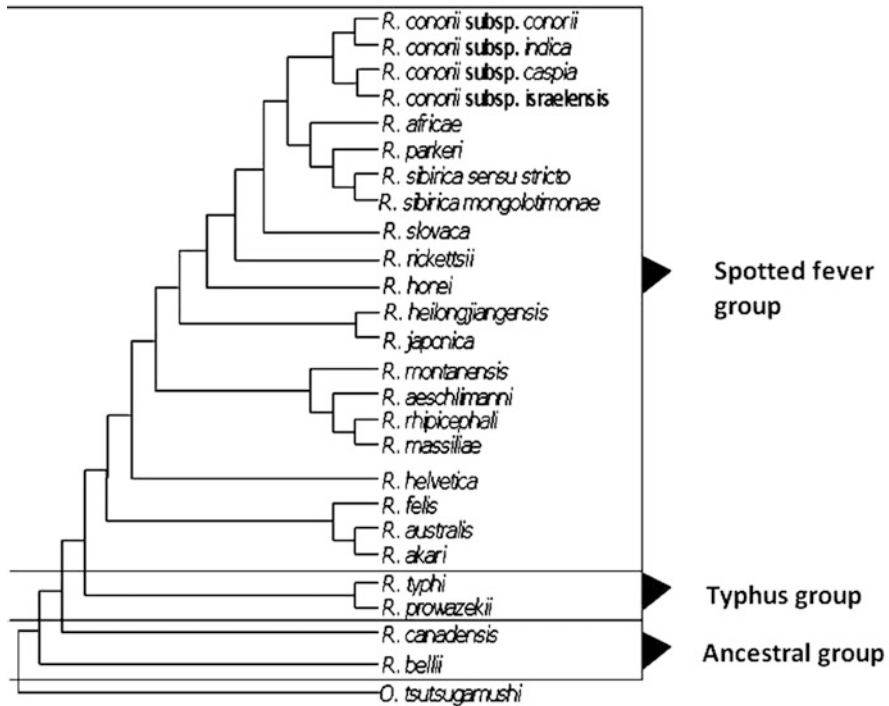 R. conorii subsp. conorii
R. conorii subsp. indica
R. conorii subsp. caspia
R. conorii subsp. israelensis
R. africae
R. parkeri
R. sibirica sensu stricto
R. sibirica mongolotimonae
R. slovaca
R. rickettsii
R. honei
R. heilongjiangensis
R. japonica
R. montanensis
R. aeschlimanni
R. rhipicephali
R. massiliae
R. helvetica
R. felis
R. australis
R. akari
R. typhi
R. prowazekii
R. canadensis
R. bellii
O. tsutsugamushi
Spotted fever
group
Typhus group
Ancestral group